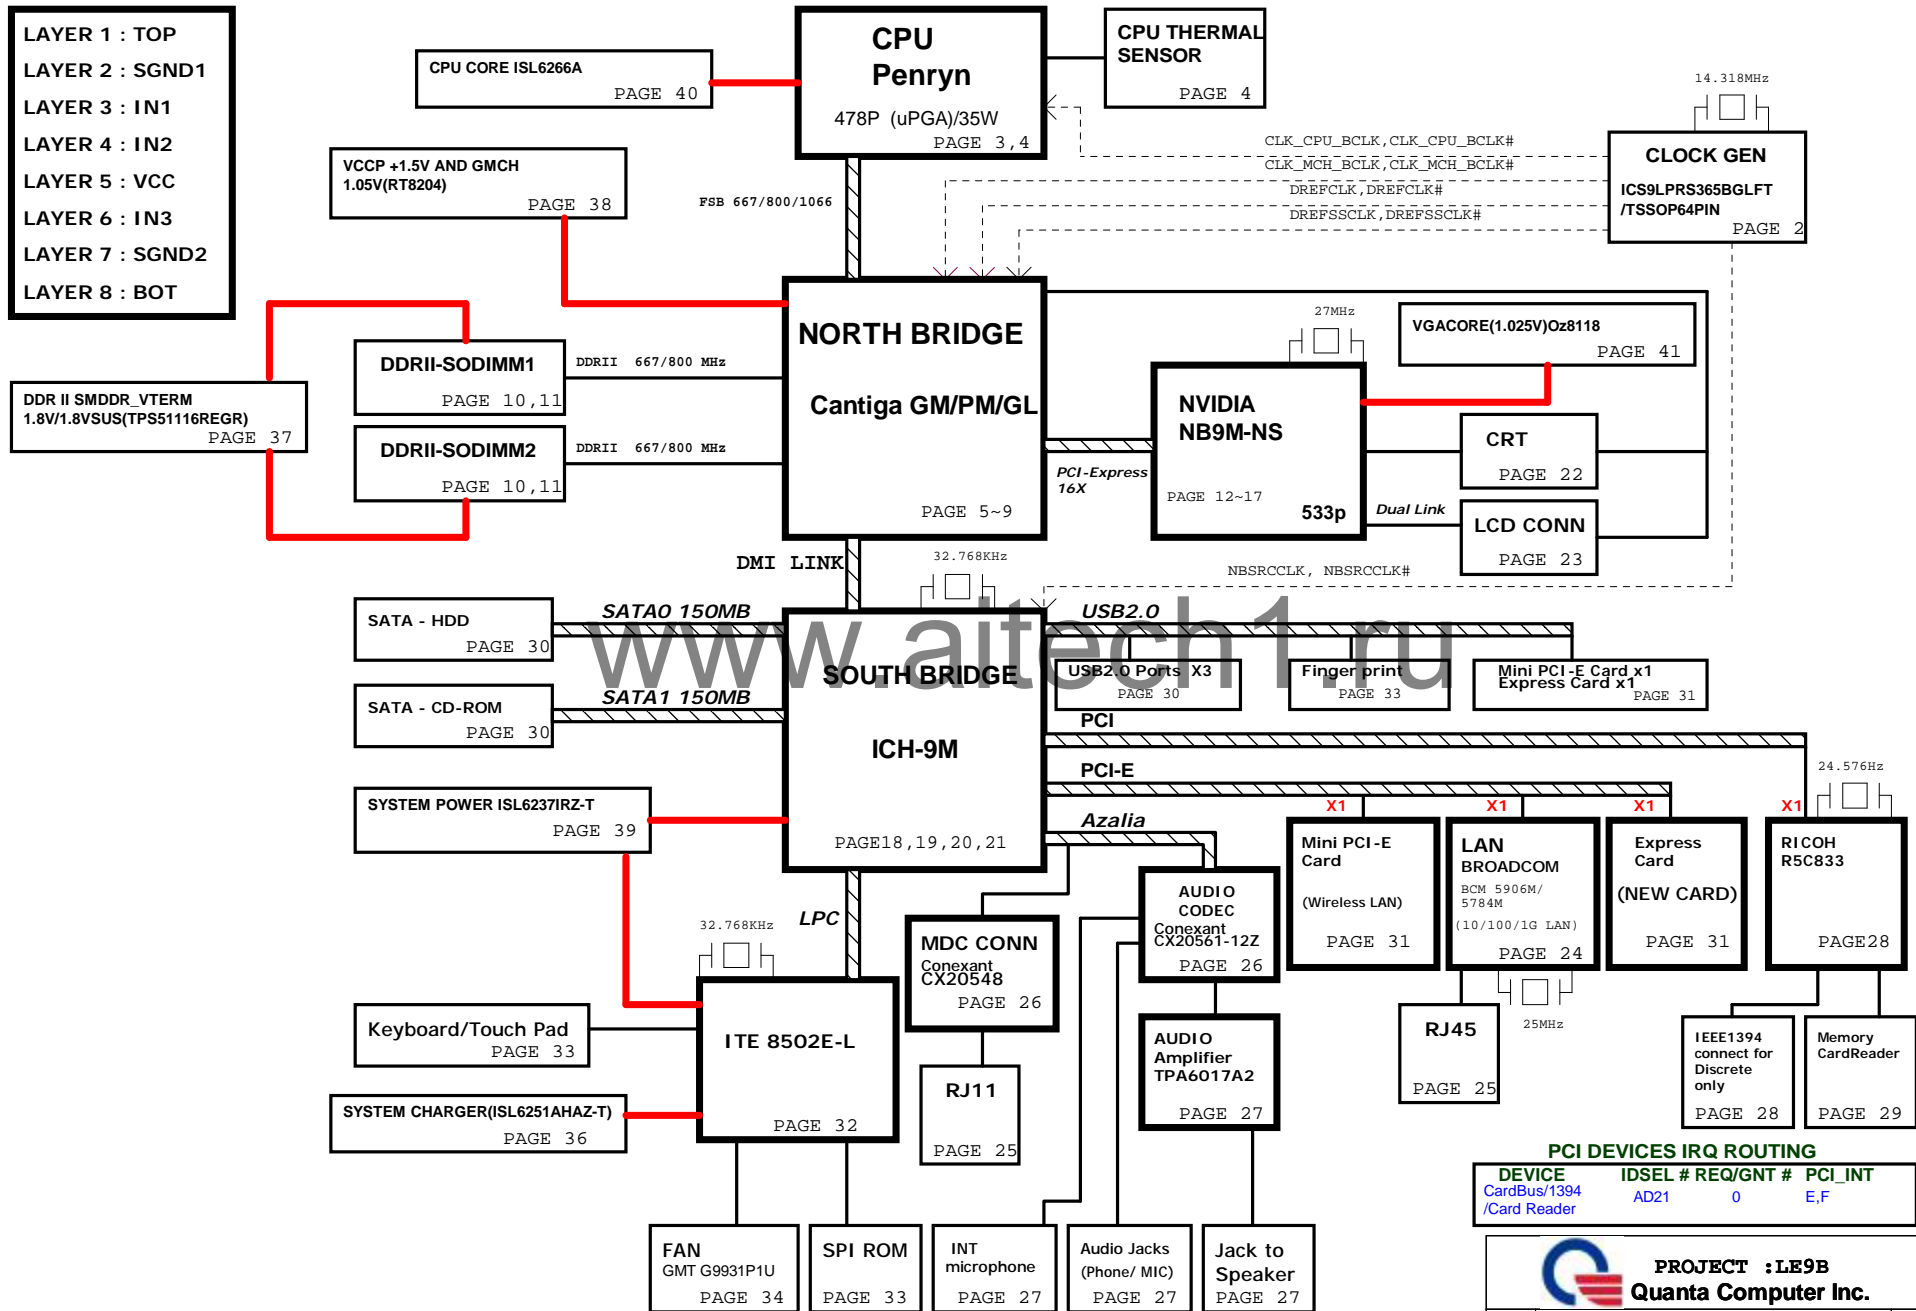 LAYER 1 : TOP
LAYER 2 : SGND1
LAYER 3 : IN1
LAYER 4 : IN2
LAYER 5 : VCC
LAYER 6 : IN3
LAYER 7 : SGND2
LAYER 8 : BOT
CPU CORE ISL6266A
PAGE 40
CPU
Penryn
478P (uPGA)/35W
PAGE 3,4
CPU THERMAL
SENSOR
PAGE 4
14.318MHz
CLOCK GEN
ICS9LPRS365BGLFT
/TSSOP64PIN
PAGE 2
CLK_CPU_BCLK,CLK_CPU_BCLK#
CLK_MCH_BCLK,CLK_MCH_BCLK#
DREFCLK,DREFCLK#
DREFSSCLK,DREFSSCLK#
VCCP +1.5V AND GMCH
1.05V(RT8204)
PAGE 38
FSB 667/800/1066
DDRII-SODIMM1
PAGE 10,11
DDRII 667/800 MHz
DDR II SMDDR_VTERM
1.8V/1.8VSUS(TPS51116REGR)
PAGE 37
DDRII-SODIMM2
PAGE 10,11
DDRII 667/800 MHz
NORTH BRIDGE
Cantiga GM/PM/GL
PAGE 5~9
PCI-Express
16X
27MHz
NVIDIA
NB9M-NS
PAGE 12~17
533p
VGACORE(1.025V)Oz8118
PAGE 41
CRT
PAGE 22
Dual Link
LCD CONN
PAGE 23
DMI LINK
32.768KHz
NBSRCCLK, NBSRCCLK#
SATA - HDD
PAGE 30
SATA0 150MB
SATA - CD-ROM
PAGE 30
SATA1 150MB
www.aitech1.ru
SOUTH BRIDGE
ICH-9M
PAGE18,19,20,21
USB2.0
USB2.0 Ports X3
PAGE 30
Finger print
PAGE 33
Mini PCI-E Card x1
Express Card x1
PAGE 31
PCI
PCI-E
Azalia
24.576Hz
SYSTEM POWER ISL6237IRZ-T
PAGE 39
X1
X1
X1
X1
Mini PCI-E
Card
(Wireless LAN)
PAGE 31
LAN
BROADCOM
BCM 5906M/
5784M
(10/100/1G LAN)
PAGE 24
Express
Card
(NEW CARD)
PAGE 31
RICOH
R5C833
PAGE28
LPC
32.768KHz
MDC CONN
Conexant
CX20548
PAGE 26
AUDIO
CODEC
Conexant
CX20561-12Z
PAGE 26
25MHz
Keyboard/Touch Pad
PAGE 33
ITE 8502E-L
PAGE 32
SYSTEM CHARGER(ISL6251AHAZ-T)
PAGE 36
RJ11
PAGE 25
AUDIO
Amplifier
TPA6017A2
PAGE 27
RJ45
PAGE 25
IEEE1394
connect for
Discrete
only
PAGE 28
Memory
CardReader
PAGE 29
FAN
GMT G9931P1U
PAGE 34
SPI ROM
PAGE 33
INT
microphone
PAGE 27
Audio Jacks
(Phone/ MIC)
PAGE 27
Jack to
Speaker
PAGE 27
PCI DEVICES IRQ ROUTING
DEVICE IDSEL # REQ/GNT # PCI_INT
CardBus/1394
/Card Reader AD21 0 E,F
PROJECT :LE9B
Quanta Computer Inc.